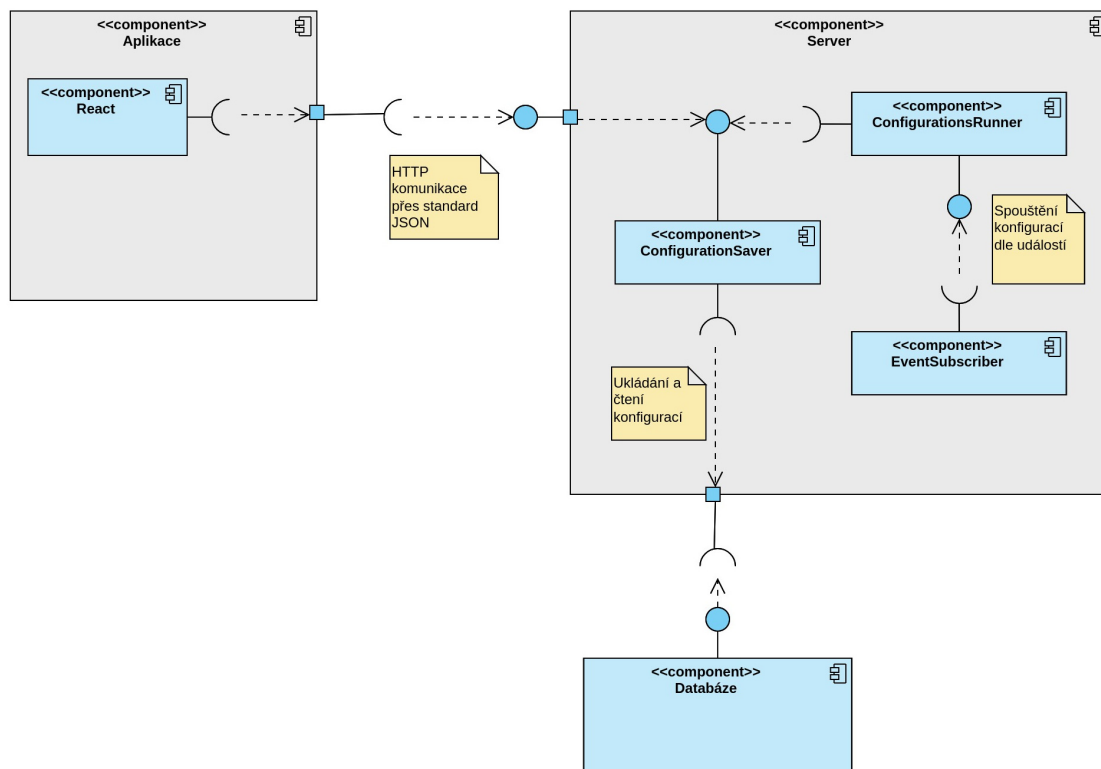 <<component>>
Aplikace
<<component>>
React
HTTP
komunikace
přes standard
JSON
<<component>>
Server
<<component>>
ConfigurationsRunner
Spouštění
konfigurací
dle událostí
<<component>>
ConfigurationSaver
<<component>>
EventSubscriber
Ukládání a
čtení
konfigurací
<<component>>
Databáze